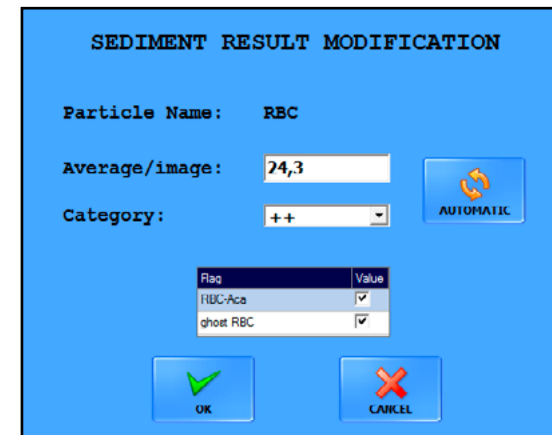 SEDIMENT RESULT MODIFICATION
Particle Name: RBC
Average/image: 24,3
Category: ++
AUTOMATIC
Flag Value
RBC-Aca
ghost RBC
OK CANCEL